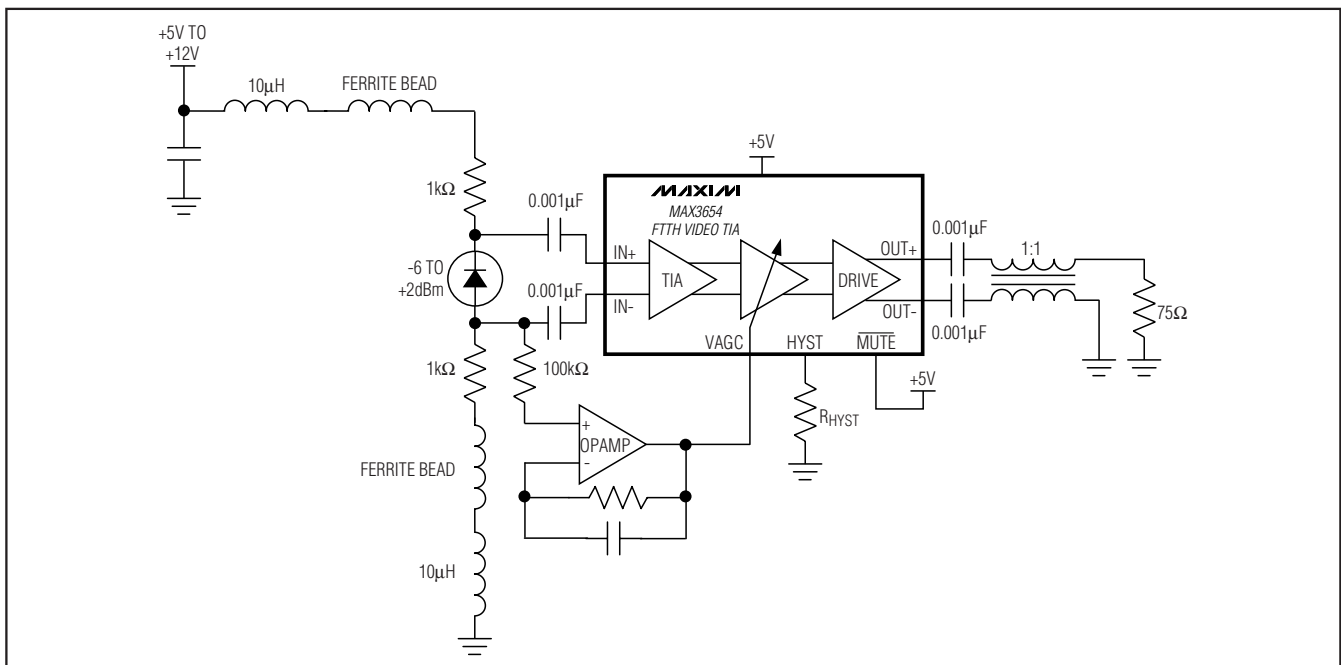 +5V TO
+12V
10μH
FERRITE BEAD
1kΩ
0.001μF
-6 TO
+2dBm
0.001μF
1kΩ
100kΩ
FERRITE BEAD
10μH
+
OPAMP
-
+5V
MAXIM
MAX3654
FTTH VIDEO TIA
IN+
IN-
TIA
DRIVE
OUT+
OUT-
VAGC
HYST
MUTE
RHYST
+5V
0.001μF
0.001μF
1:1
75Ω